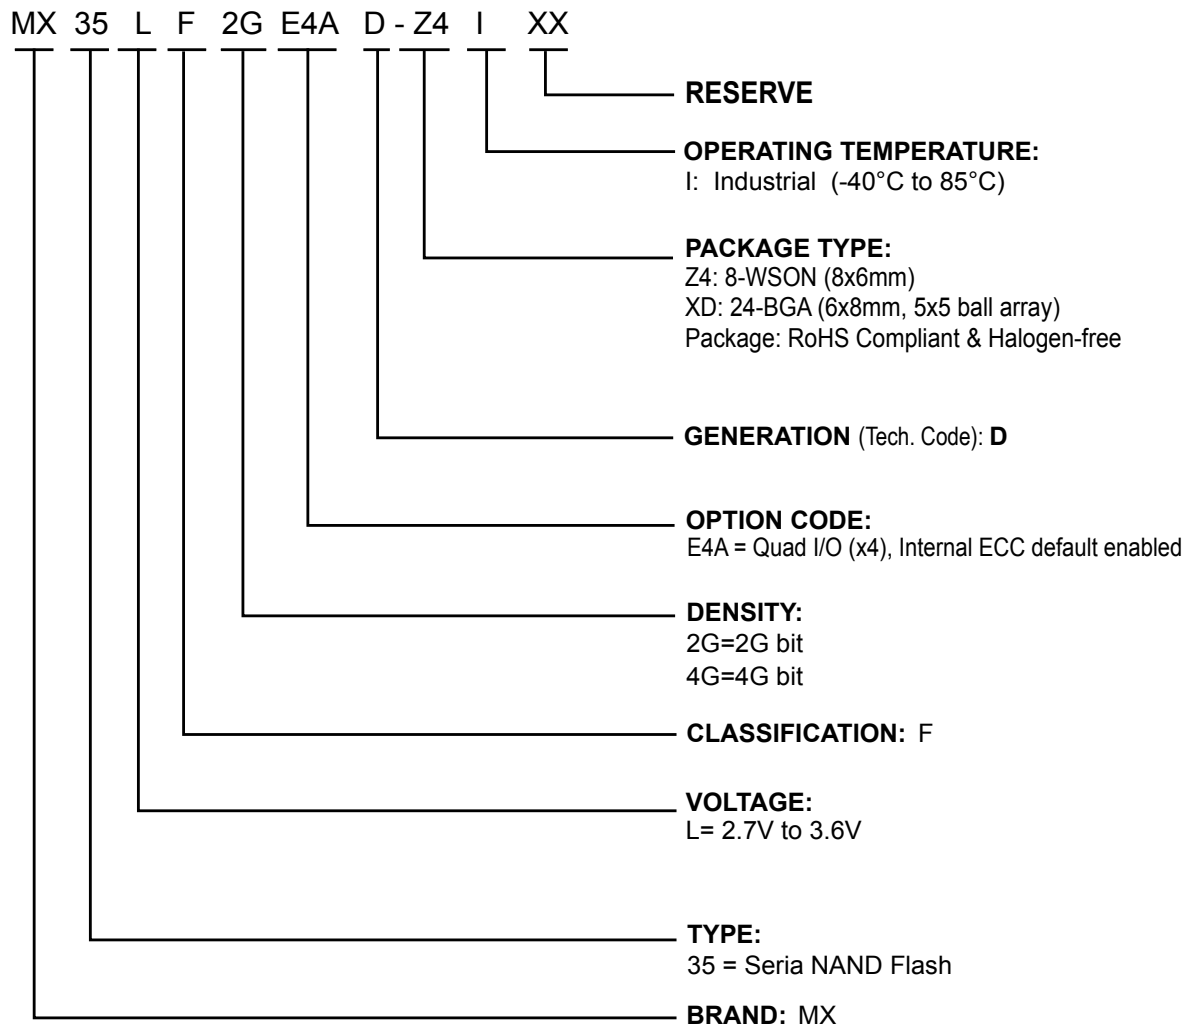 MX 35 L F 2G E4A D - Z4 I XX
RESERVE
OPERATING TEMPERATURE:
I: Industrial (-40°C to 85°C)
PACKAGE TYPE:
Z4: 8-WSON (8x6mm)
XD: 24-BGA (6x8mm, 5x5 ball array)
Package: RoHS Compliant & Halogen-free
GENERATION (Tech. Code): D
OPTION CODE:
E4A = Quad I/O (x4), Internal ECC default enabled
DENSITY:
2G=2G bit
4G=4G bit
CLASSIFICATION: F
VOLTAGE:
L= 2.7V to 3.6V
TYPE:
35 = Seria NAND Flash
BRAND: MX